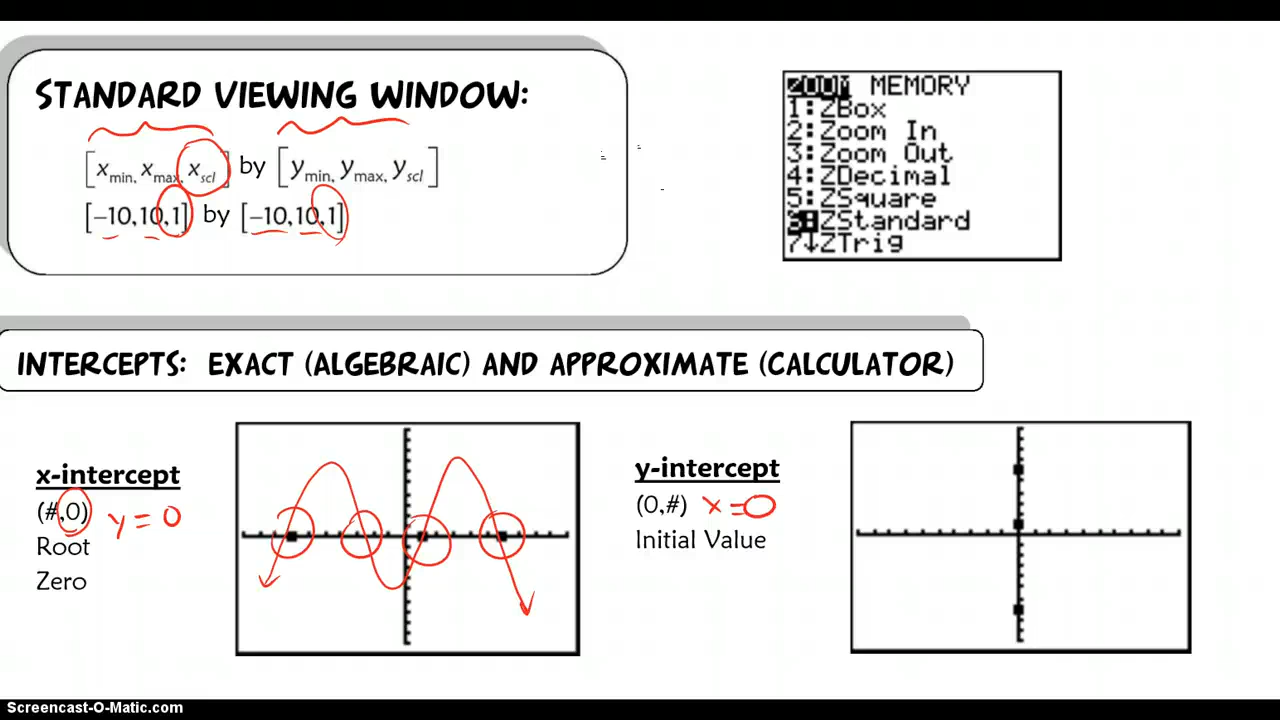 STANDARD VIEWING WINDOW:
[xmin, xmax, xscl] by [ymin, ymax, yscl]
[−10,10,1] by [−10,10,1]
ZOOM MEMORY
1:ZBox
2:Zoom In
3:Zoom Out
4:ZDecimal
5:ZSquare
6:ZStandard
7↓ZTrig
INTERCEPTS: EXACT (ALGEBRAIC) AND APPROXIMATE (CALCULATOR)
x-intercept
(#,0) y = 0
Root
Zero
y-intercept
(0,#) x = 0
Initial Value
Screencast-O-Matic.com